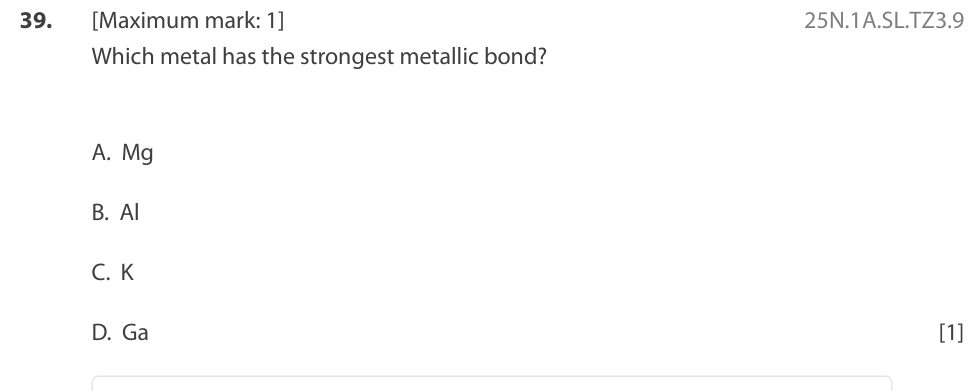 39. [Maximum mark: 1] 25N.1A.SL.TZ3.9
Which metal has the strongest metallic bond?
A. Mg
B. Al
C. K
D. Ga [1]